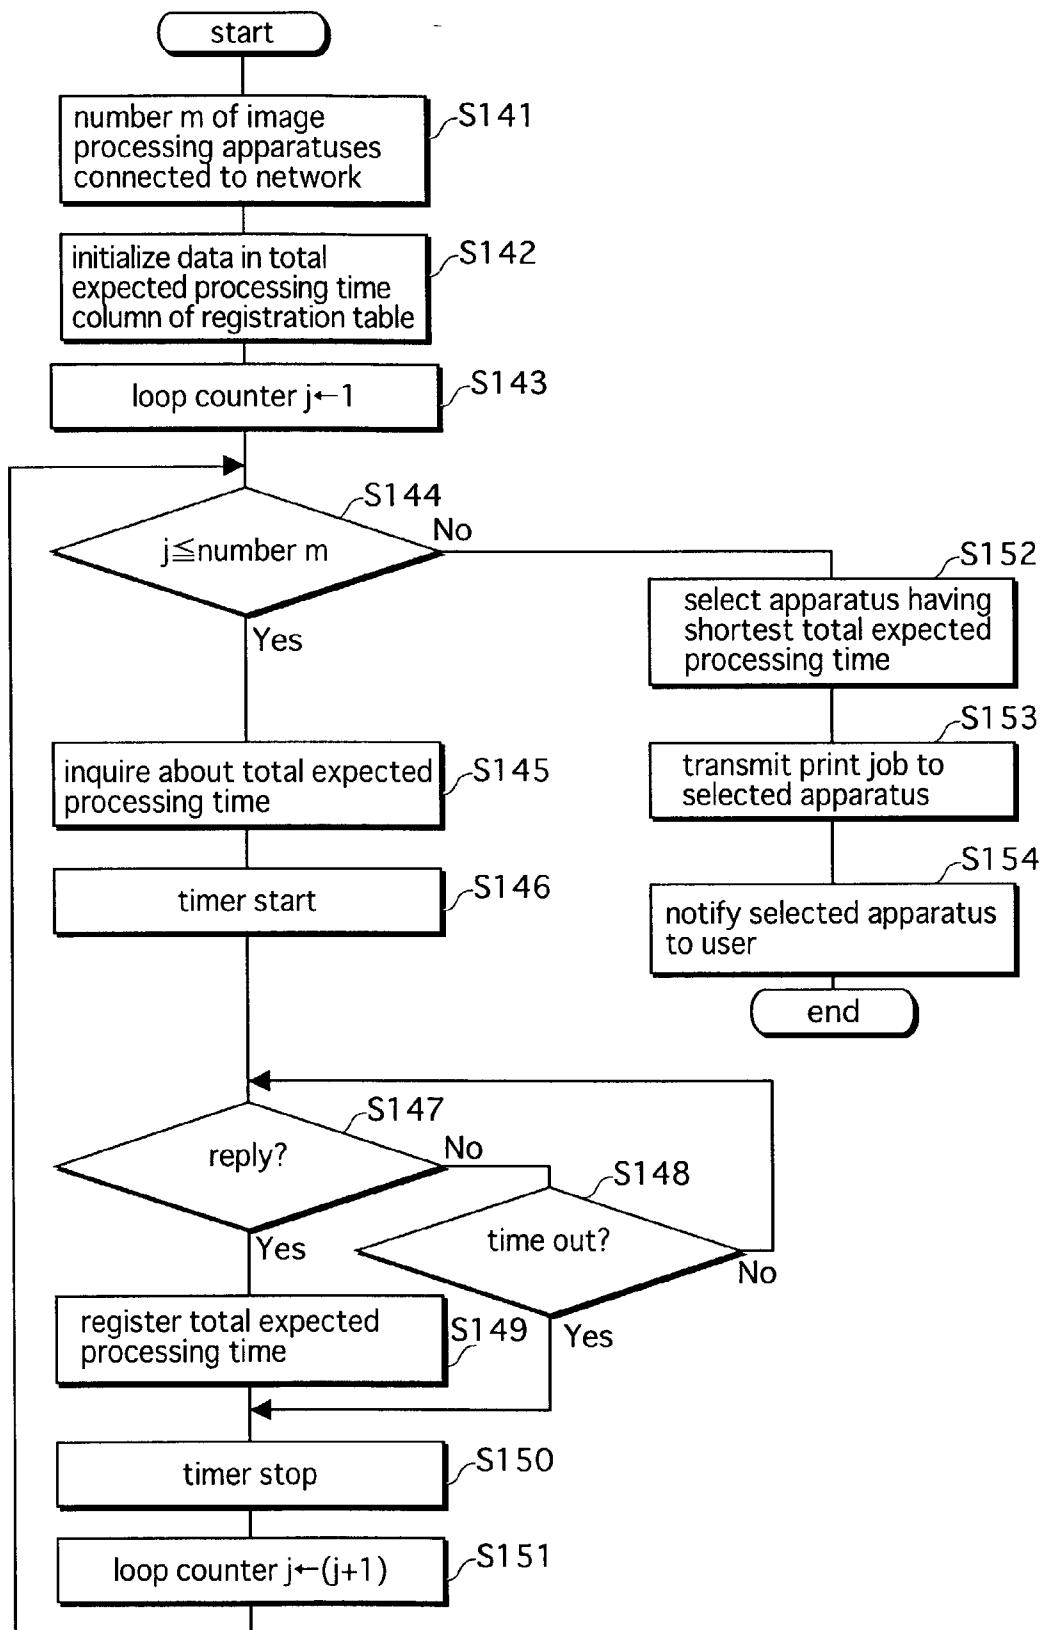 start
number m of image
processing apparatuses
connected to network
S141
initialize data in total
expected processing time
column of registration table
S142
loop counter j←1
S143
S144
j≦number m
No
Yes
S152
select apparatus having
shortest total expected
processing time
S153
transmit print job to
selected apparatus
S154
notify selected apparatus
to user
end
inquire about total expected
processing time
S145
timer start
S146
S147
reply?
No
Yes
S148
time out?
No
Yes
register total expected
processing time
S149
timer stop
S150
loop counter j←(j+1)
S151